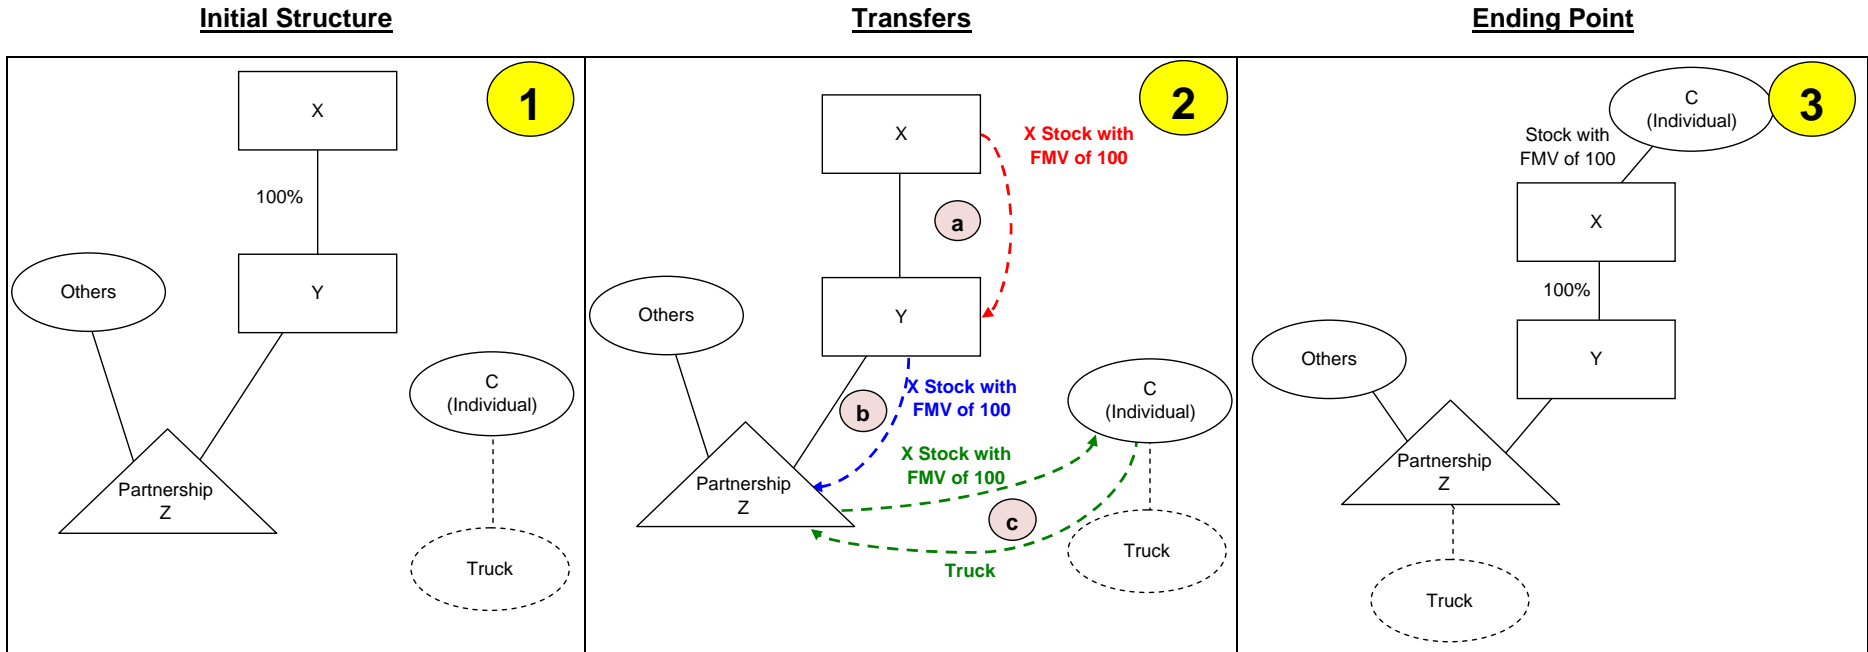 Initial Structure
Transfers
Ending Point
1
X
100%
Y
Others
C
(Individual)
Partnership
Z
Truck
2
X
X Stock with
FMV of 100
a
Y
Others
X Stock with
FMV of 100
b
C
(Individual)
X Stock with
FMV of 100
Partnership
Z
c
Truck
Truck
3
C
(Individual)
Stock with
FMV of 100
X
100%
Y
Others
Partnership
Z
Truck